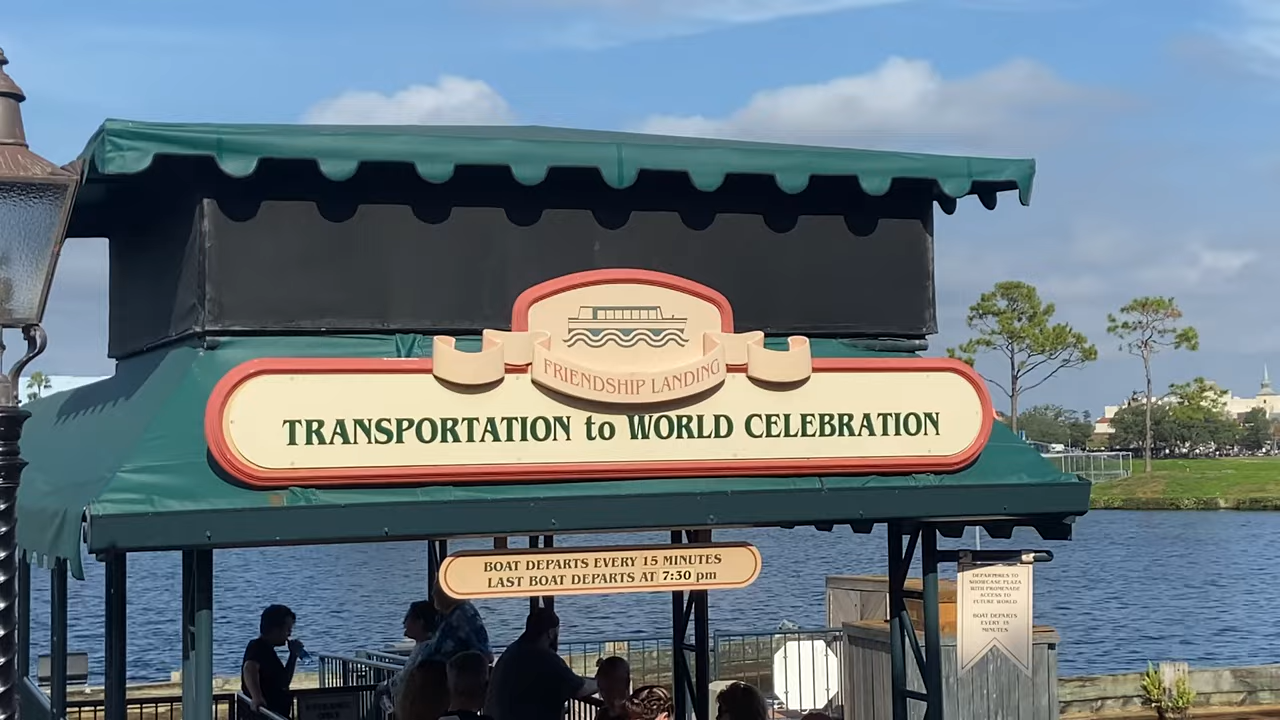 FRIENDSHIP LANDING
TRANSPORTATION to WORLD CELEBRATION
BOAT DEPARTS EVERY 15 MINUTES
LAST BOAT DEPARTS AT 7:30 pm
DEPARTURES TO
SHOWCASE PLAZA
WITH PROMENADE
ACCESS TO
FUTURE WORLD
BOAT DEPARTS
EVERY 15
MINUTES